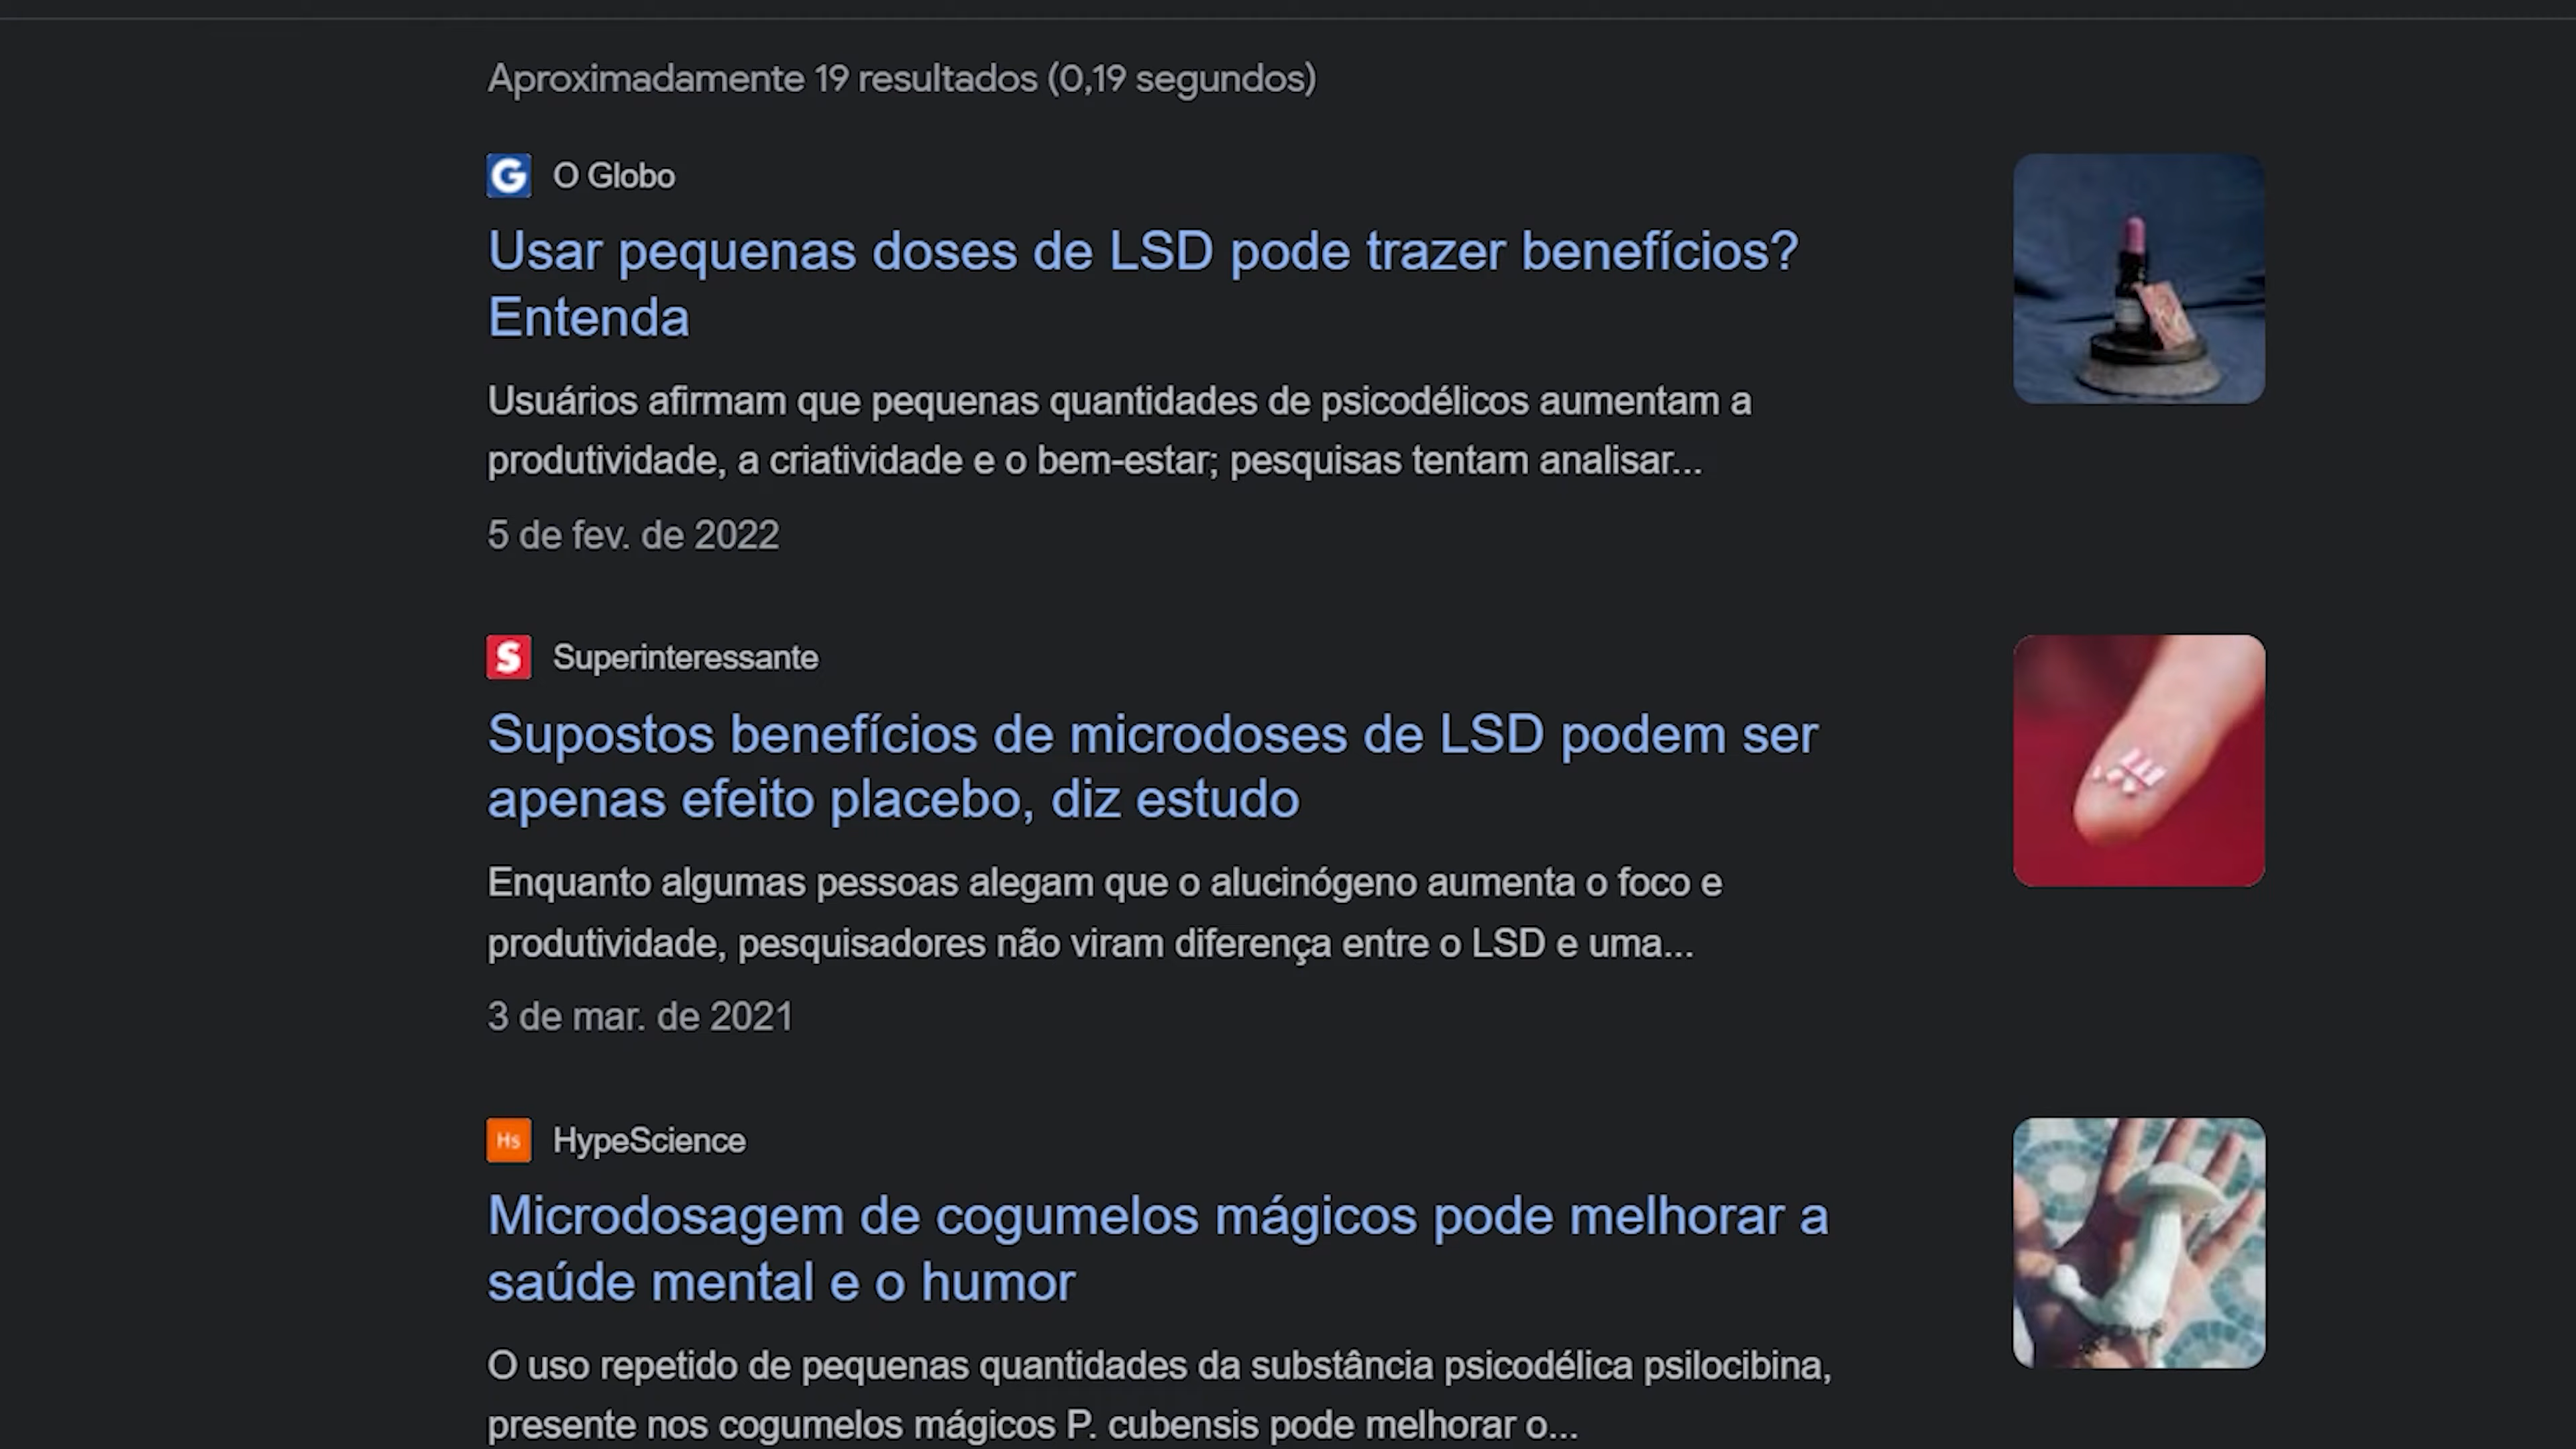 Aproximadamente 19 resultados (0,19 segundos)
G O Globo
Usar pequenas doses de LSD pode trazer benefícios?
Entenda
Usuários afirmam que pequenas quantidades de psicodélicos aumentam a
produtividade, a criatividade e o bem-estar; pesquisas tentam analisar...
5 de fev. de 2022
S Superinteressante
Supostos benefícios de microdoses de LSD podem ser
apenas efeito placebo, diz estudo
Enquanto algumas pessoas alegam que o alucinógeno aumenta o foco e
produtividade, pesquisadores não viram diferença entre o LSD e uma...
3 de mar. de 2021
Hs HypeScience
Microdosagem de cogumelos mágicos pode melhorar a
saúde mental e o humor
O uso repetido de pequenas quantidades da substância psicodélica psilocibina,
presente nos cogumelos mágicos P. cubensis pode melhorar o...